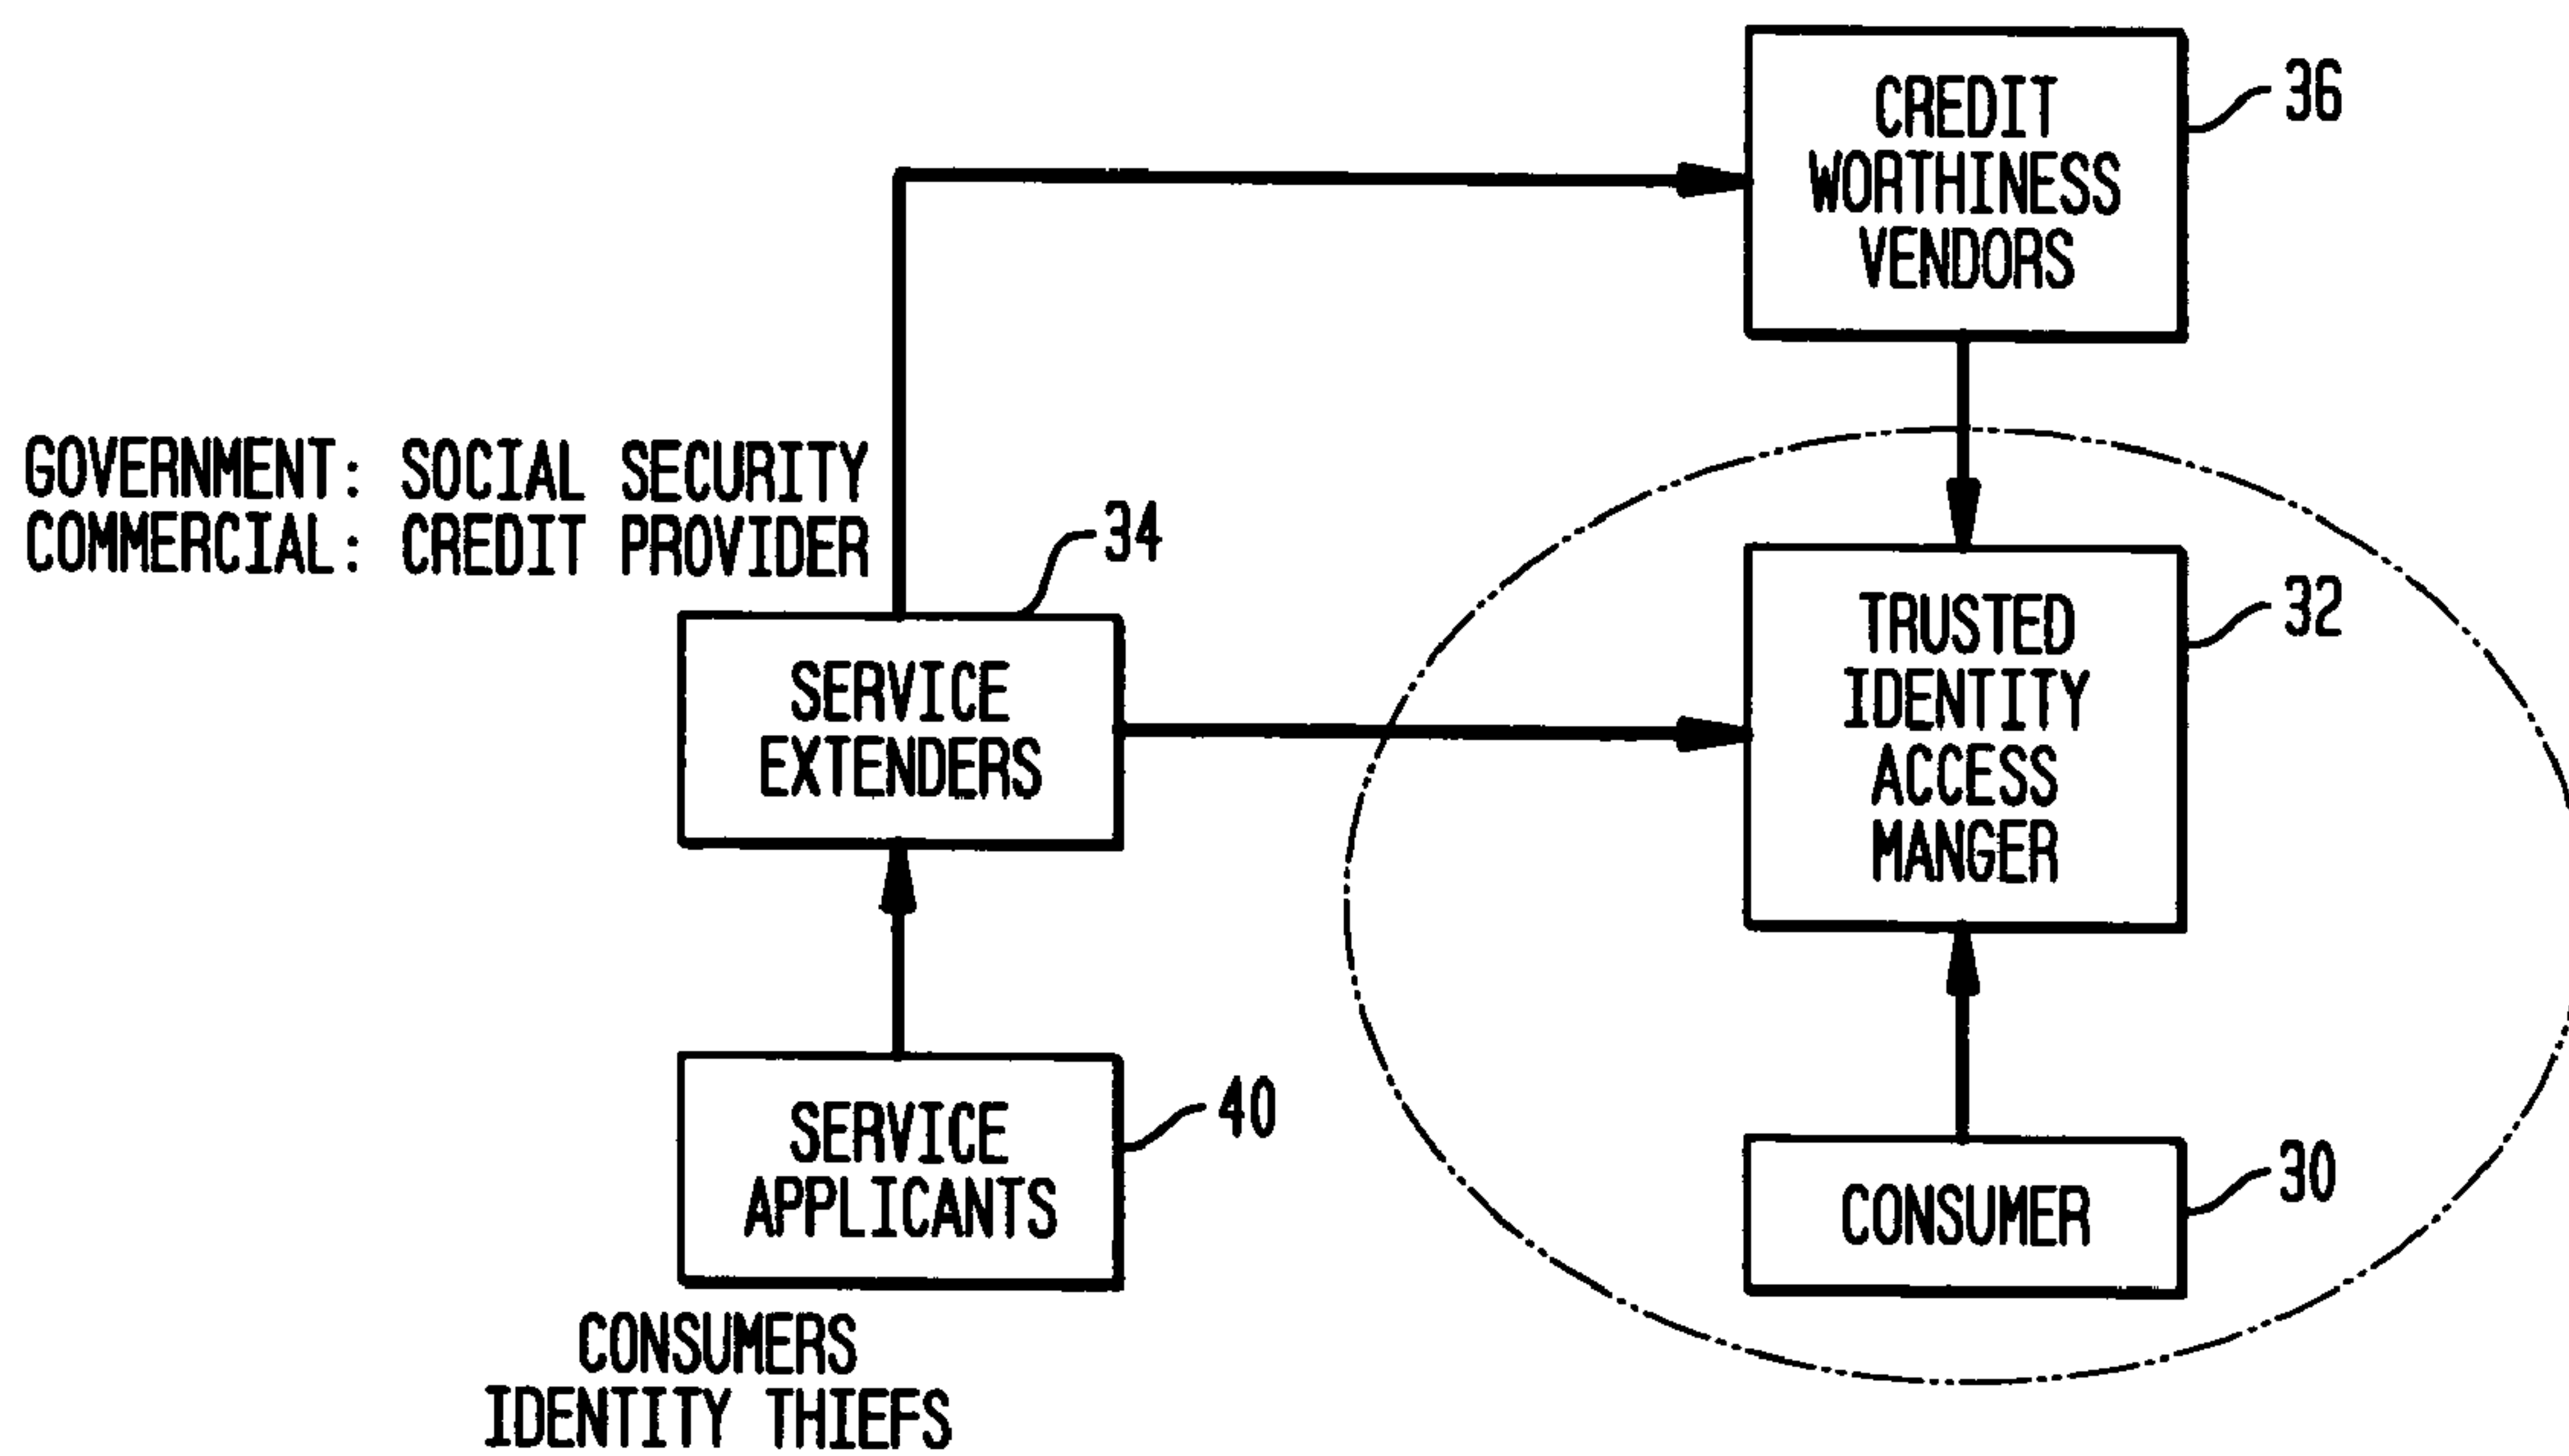 CREDIT
WORTHINESS
VENDORS
36
GOVERNMENT: SOCIAL SECURITY
COMMERCIAL: CREDIT PROVIDER
34
SERVICE
EXTENDERS
TRUSTED
IDENTITY
ACCESS
MANGER
32
SERVICE
APPLICANTS
40
CONSUMER
30
CONSUMERS
IDENTITY THIEFS